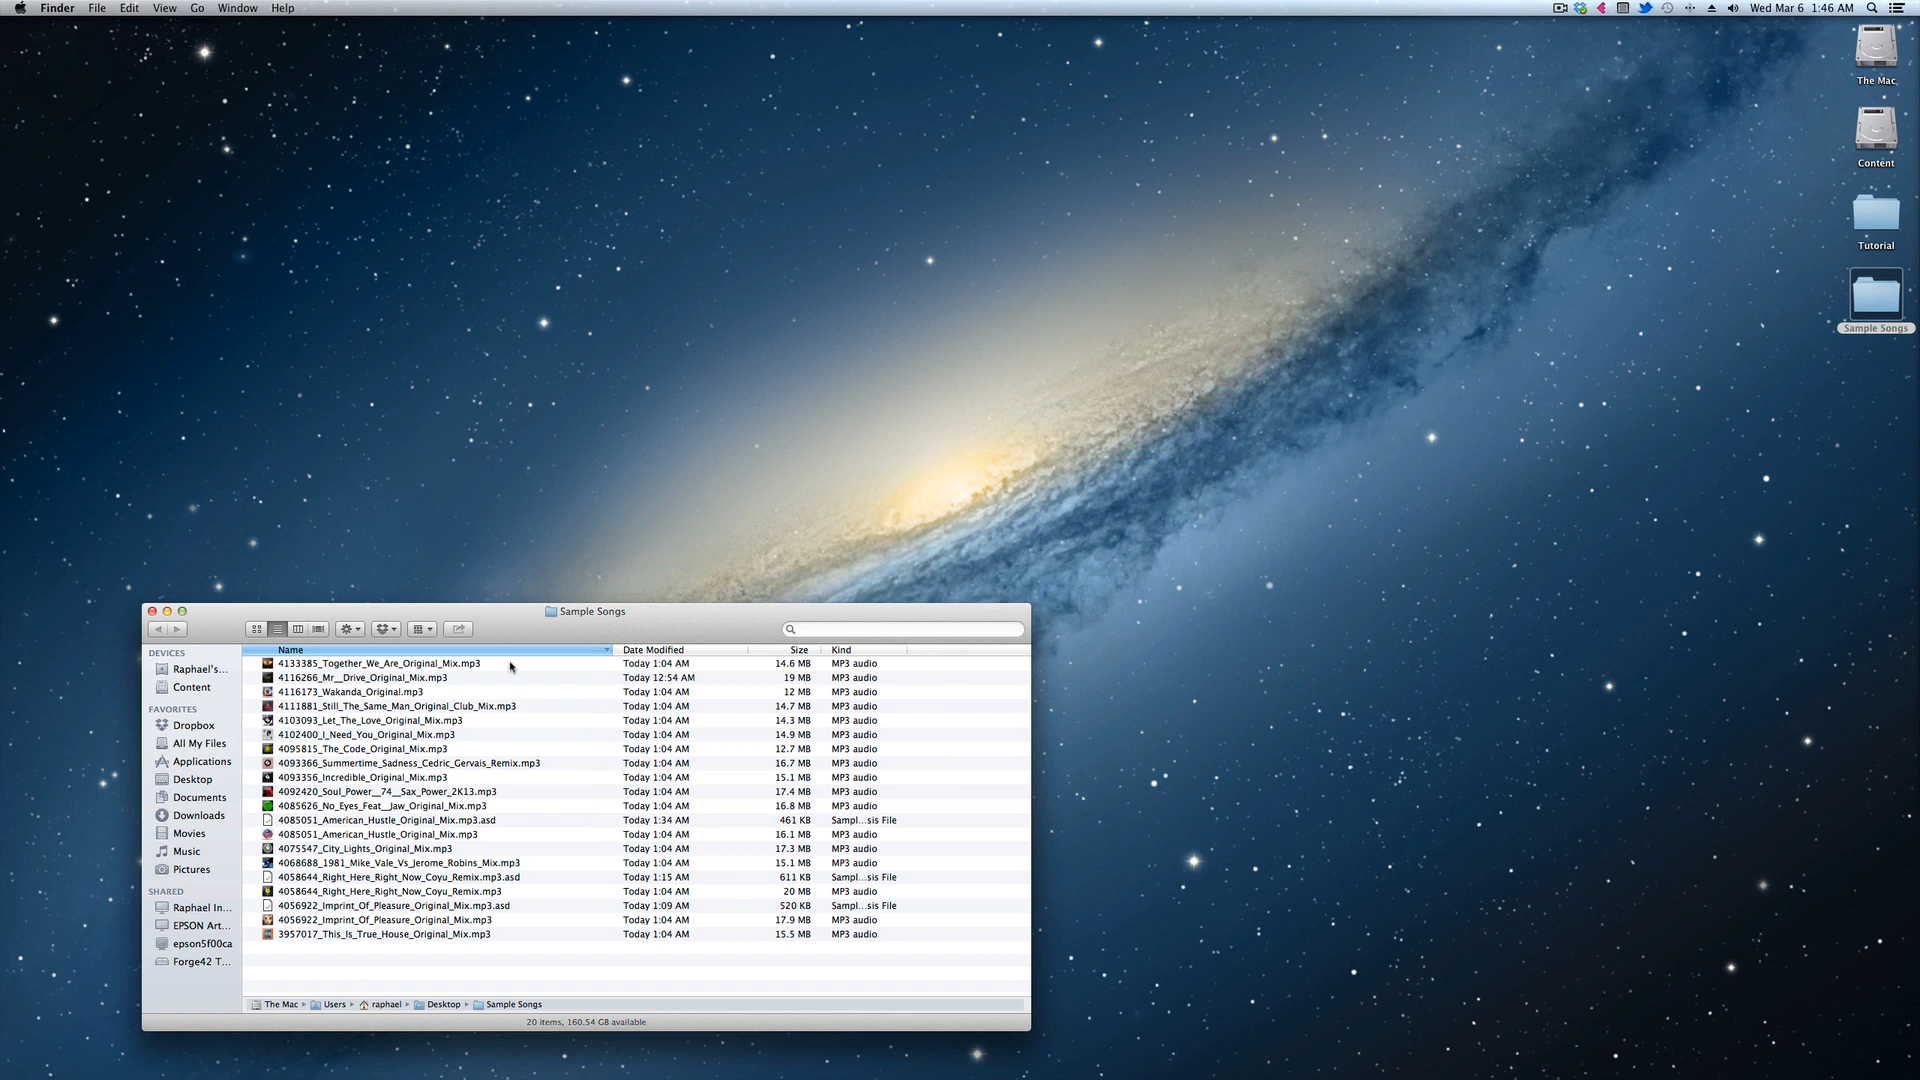 Finder File Edit View Go Window Help Wed Mar 6 1:46 AM
The Mac
Content
Tutorial
Sample Songs
Sample Songs
DEVICES
Raphael's...
Content
FAVORITES
Dropbox
All My Files
Applications
Desktop
Documents
Downloads
Movies
Music
Pictures
SHARED
Raphael In...
EPSON Art...
epson5f00ca
Forge42 T...
Name Date Modified Size Kind
4133385_Together_We_Are_Original_Mix.mp3 Today 1:04 AM 14.6 MB MP3 audio
4116266_Mr__Drive_Original_Mix.mp3 Today 12:54 AM 19 MB MP3 audio
4116173_Wakanda_Original.mp3 Today 1:04 AM 12 MB MP3 audio
4111881_Still_The_Same_Man_Original_Club_Mix.mp3 Today 1:04 AM 14.7 MB MP3 audio
4103093_Let_The_Love_Original_Mix.mp3 Today 1:04 AM 14.3 MB MP3 audio
4102400_I_Need_You_Original_Mix.mp3 Today 1:04 AM 14.9 MB MP3 audio
4095815_The_Code_Original_Mix.mp3 Today 1:04 AM 12.7 MB MP3 audio
4093366_Summertime_Sadness_Cedric_Gervais_Remix.mp3 Today 1:04 AM 16.7 MB MP3 audio
4093356_Incredible_Original_Mix.mp3 Today 1:04 AM 15.1 MB MP3 audio
4092420_Soul_Power__74__Sax_Power_2K13.mp3 Today 1:04 AM 17.4 MB MP3 audio
4085626_No_Eyes_Feat__Jaw_Original_Mix.mp3 Today 1:04 AM 16.8 MB MP3 audio
4085051_American_Hustle_Original_Mix.mp3.asd Today 1:34 AM 461 KB Sampl...sis File
4085051_American_Hustle_Original_Mix.mp3 Today 1:04 AM 16.1 MB MP3 audio
4075547_City_Lights_Original_Mix.mp3 Today 1:04 AM 17.3 MB MP3 audio
4068688_1981_Mike_Vale_Vs_Jerome_Robins_Mix.mp3 Today 1:04 AM 15.1 MB MP3 audio
4058644_Right_Here_Right_Now_Coyu_Remix.mp3.asd Today 1:15 AM 611 KB Sampl...sis File
4058644_Right_Here_Right_Now_Coyu_Remix.mp3 Today 1:04 AM 20 MB MP3 audio
4056922_Imprint_Of_Pleasure_Original_Mix.mp3.asd Today 1:09 AM 520 KB Sampl...sis File
4056922_Imprint_Of_Pleasure_Original_Mix.mp3 Today 1:04 AM 17.9 MB MP3 audio
3957017_This_Is_True_House_Original_Mix.mp3 Today 1:04 AM 15.5 MB MP3 audio
The Mac Users raphael Desktop Sample Songs
20 items, 160.54 GB available